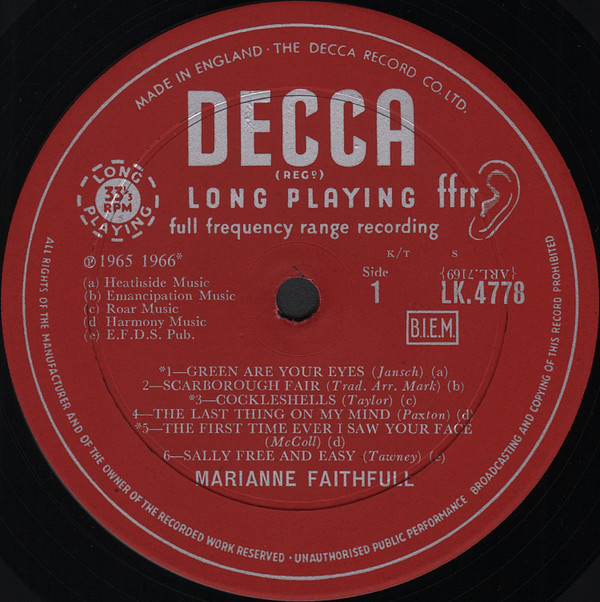 MADE IN ENGLAND · THE DECCA RECORD CO. LTD.
DECCA
(REGD)
LONG PLAYING
33⅓
RPM
LONG PLAYING ffrr
full frequency range recording
℗ 1965 1966*
K/T S
(a) Heathside Music
(b) Emancipation Music
(c) Roar Music
(d Harmony Music
(e) E.F.D.S. Pub.
Side
1
{ARL.7169}
LK.4778
B.I.E.M.
*1—GREEN ARE YOUR EYES (Jansch) (a)
2—SCARBOROUGH FAIR (Trad. Arr. Mark) (b)
*3—COCKLESHELLS (Taylor) (c)
4—THE LAST THING ON MY MIND (Paxton) (d)
*5—THE FIRST TIME EVER I SAW YOUR FACE
(McColl) (d)
6—SALLY FREE AND EASY (Tawney) (e)
MARIANNE FAITHFULL
ALL RIGHTS OF THE MANUFACTURER AND OF THE OWNER OF THE RECORDED WORK RESERVED · UNAUTHORISED PUBLIC PERFORMANCE BROADCASTING AND COPYING OF THIS RECORD PROHIBITED